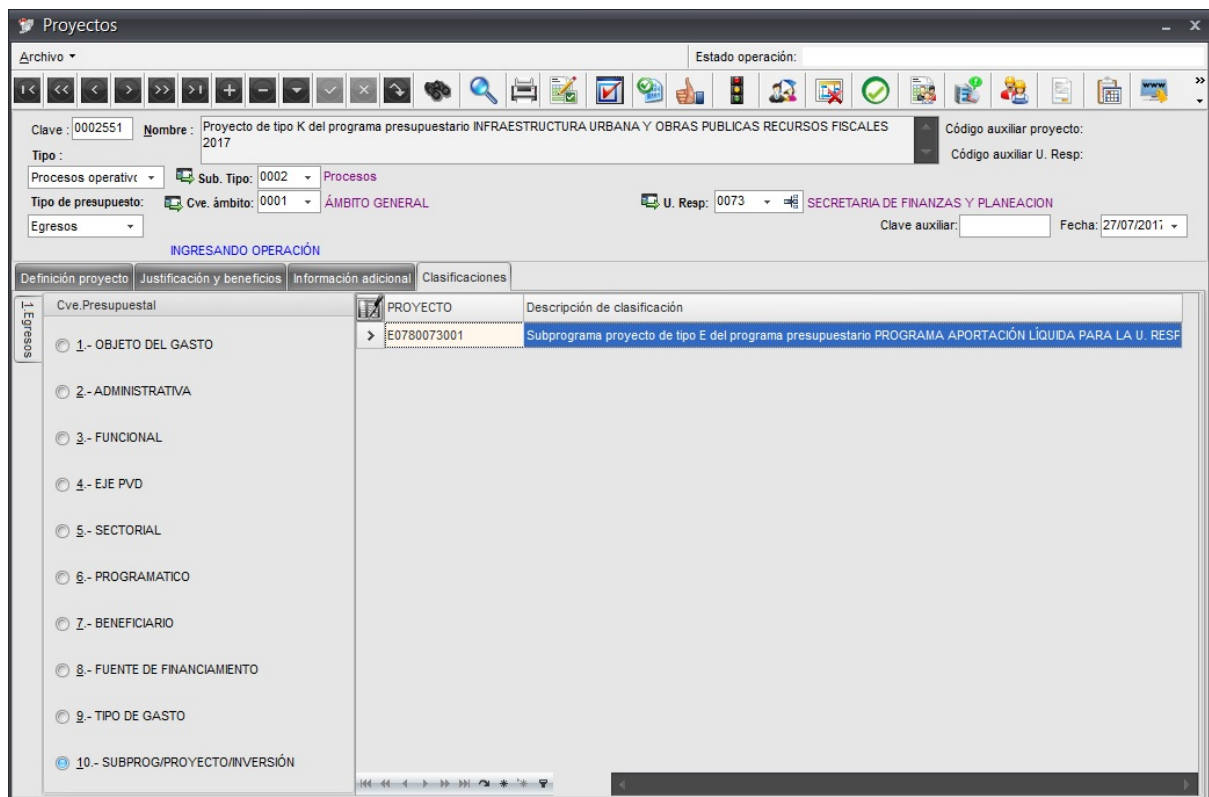 Proyectos
Archivo
Estado operación:
www
Clave : 0002551 Nombre : Proyecto de tipo K del programa presupuestario INFRAESTRUCTURA URBANA Y OBRAS PUBLICAS RECURSOS FISCALES
2017
Código auxiliar proyecto:
Código auxiliar U. Resp:
Tipo :
Procesos operativc Sub. Tipo: 0002 Procesos
Tipo de presupuesto: Cve. ámbito: 0001 ÁMBITO GENERAL U. Resp: 0073 SECRETARIA DE FINANZAS Y PLANEACION
Egresos Clave auxiliar: Fecha: 27/07/2017
INGRESANDO OPERACIÓN
Definición proyecto Justificación y beneficios Información adicional Clasificaciones
1.Egresos
Cve.Presupuestal PROYECTO Descripción de clasificación
E0780073001 Subprograma proyecto de tipo E del programa presupuestario PROGRAMA APORTACIÓN LÍQUIDA PARA LA U. RESP
1.- OBJETO DEL GASTO
2.- ADMINISTRATIVA
3.- FUNCIONAL
4.- EJE PVD
5.- SECTORIAL
6.- PROGRAMATICO
7.- BENEFICIARIO
8.- FUENTE DE FINANCIAMIENTO
9.- TIPO DE GASTO
10.- SUBPROG/PROYECTO/INVERSIÓN